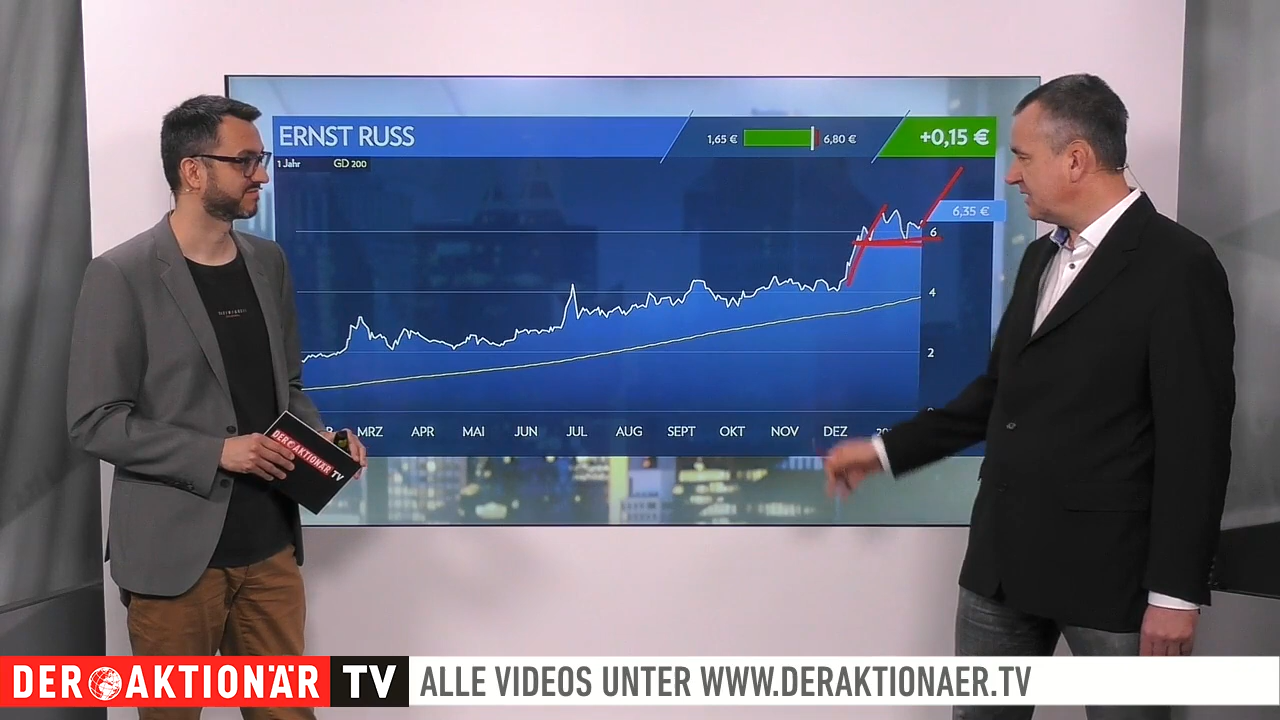 ERNST RUSS
1,65 € 6,80 €
+0,15 €
1 Jahr GD 200
6,35 €
6
4
2
MRZ APR MAI JUN JUL AUG SEPT OKT NOV DEZ
DER AKTIONÄR TV
DER AKTIONÄR TV
ALLE VIDEOS UNTER WWW.DERAKTIONAER.TV